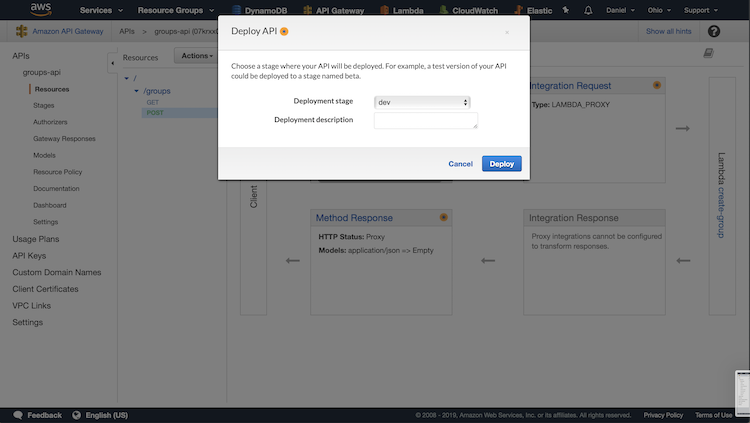 aws
Services
Resource Groups
DynamoDB
API Gateway
Lambda
CloudWatch
Elastic
Daniel
Ohio
Support
Amazon API Gateway
APIs
groups-api
Show all hints
?
APIs
groups-api
Resources
Stages
Authorizers
Gateway Responses
Models
Resource Policy
Documentation
Dashboard
Settings
Usage Plans
API Keys
Custom Domain Names
Client Certificates
VPC Links
Settings
Resources
Actions
/
/groups
GET
POST
Deploy API
Choose a stage where your API will be deployed. For example, a test version of your API
could be deployed to a stage named beta.
Deployment stage
dev
Deployment description
Cancel
Deploy
Integration Request
Type: LAMBDA_PROXY
Client
Lambda create-group
Method Response
HTTP Status: Proxy
Models: application/json => Empty
Integration Response
Proxy integrations cannot be configured
to transform responses.
Feedback
English (US)
© 2008 - 2019, Amazon Web Services, Inc. or its affiliates. All rights reserved.
Privacy Policy
Terms of Use